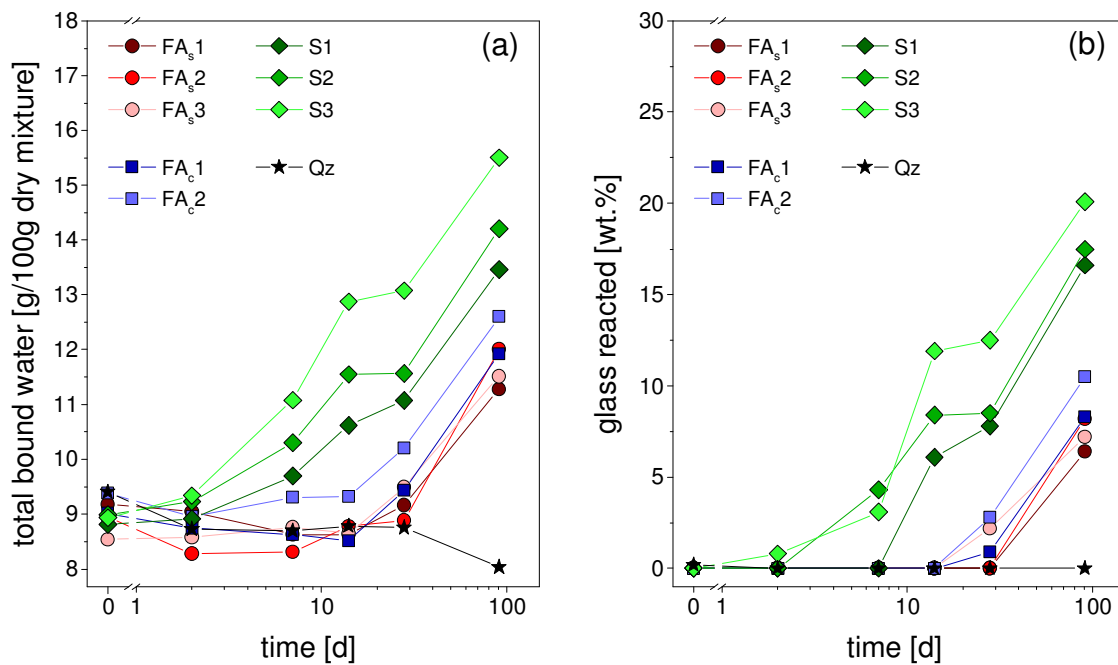 (a)
FAs1
FAs2
FAs3
FAc1
FAc2
S1
S2
S3
Qz
total bound water [g/100g dry mixture]
18
17
16
15
14
13
12
11
10
9
8
0
1
10
100
time [d]
(b)
FAs1
FAs2
FAs3
FAc1
FAc2
S1
S2
S3
Qz
glass reacted [wt.%]
30
25
20
15
10
5
0
0
1
10
100
time [d]